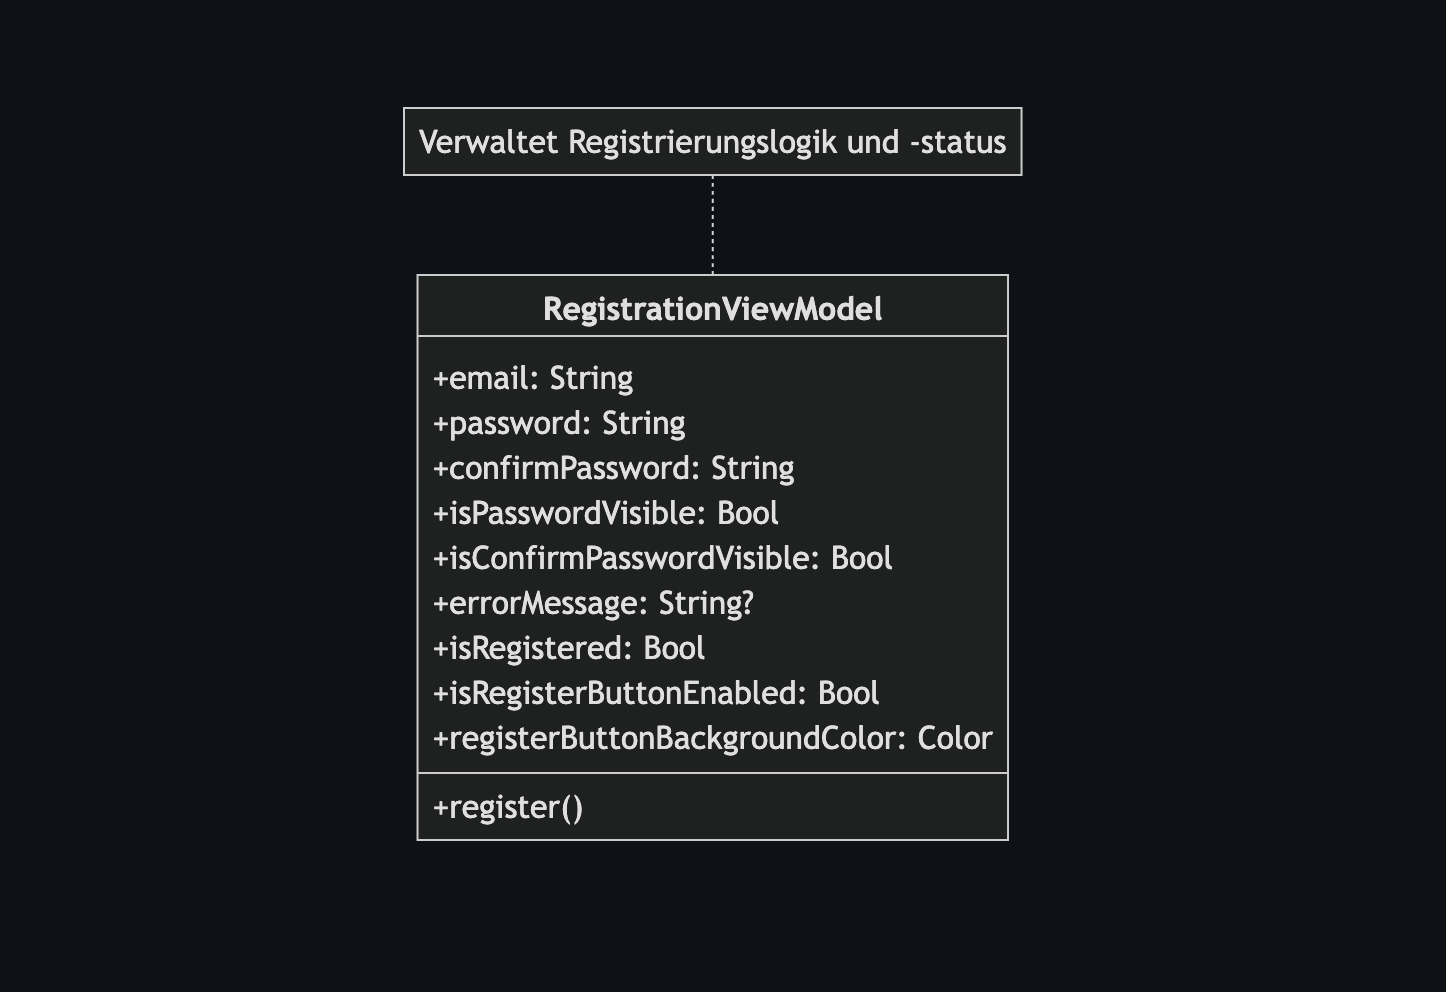 Verwaltet Registrierungslogik und -status
RegistrationViewModel
+email: String
+password: String
+confirmPassword: String
+isPasswordVisible: Bool
+isConfirmPasswordVisible: Bool
+errorMessage: String?
+isRegistered: Bool
+isRegisterButtonEnabled: Bool
+registerButtonBackgroundColor: Color
+register()